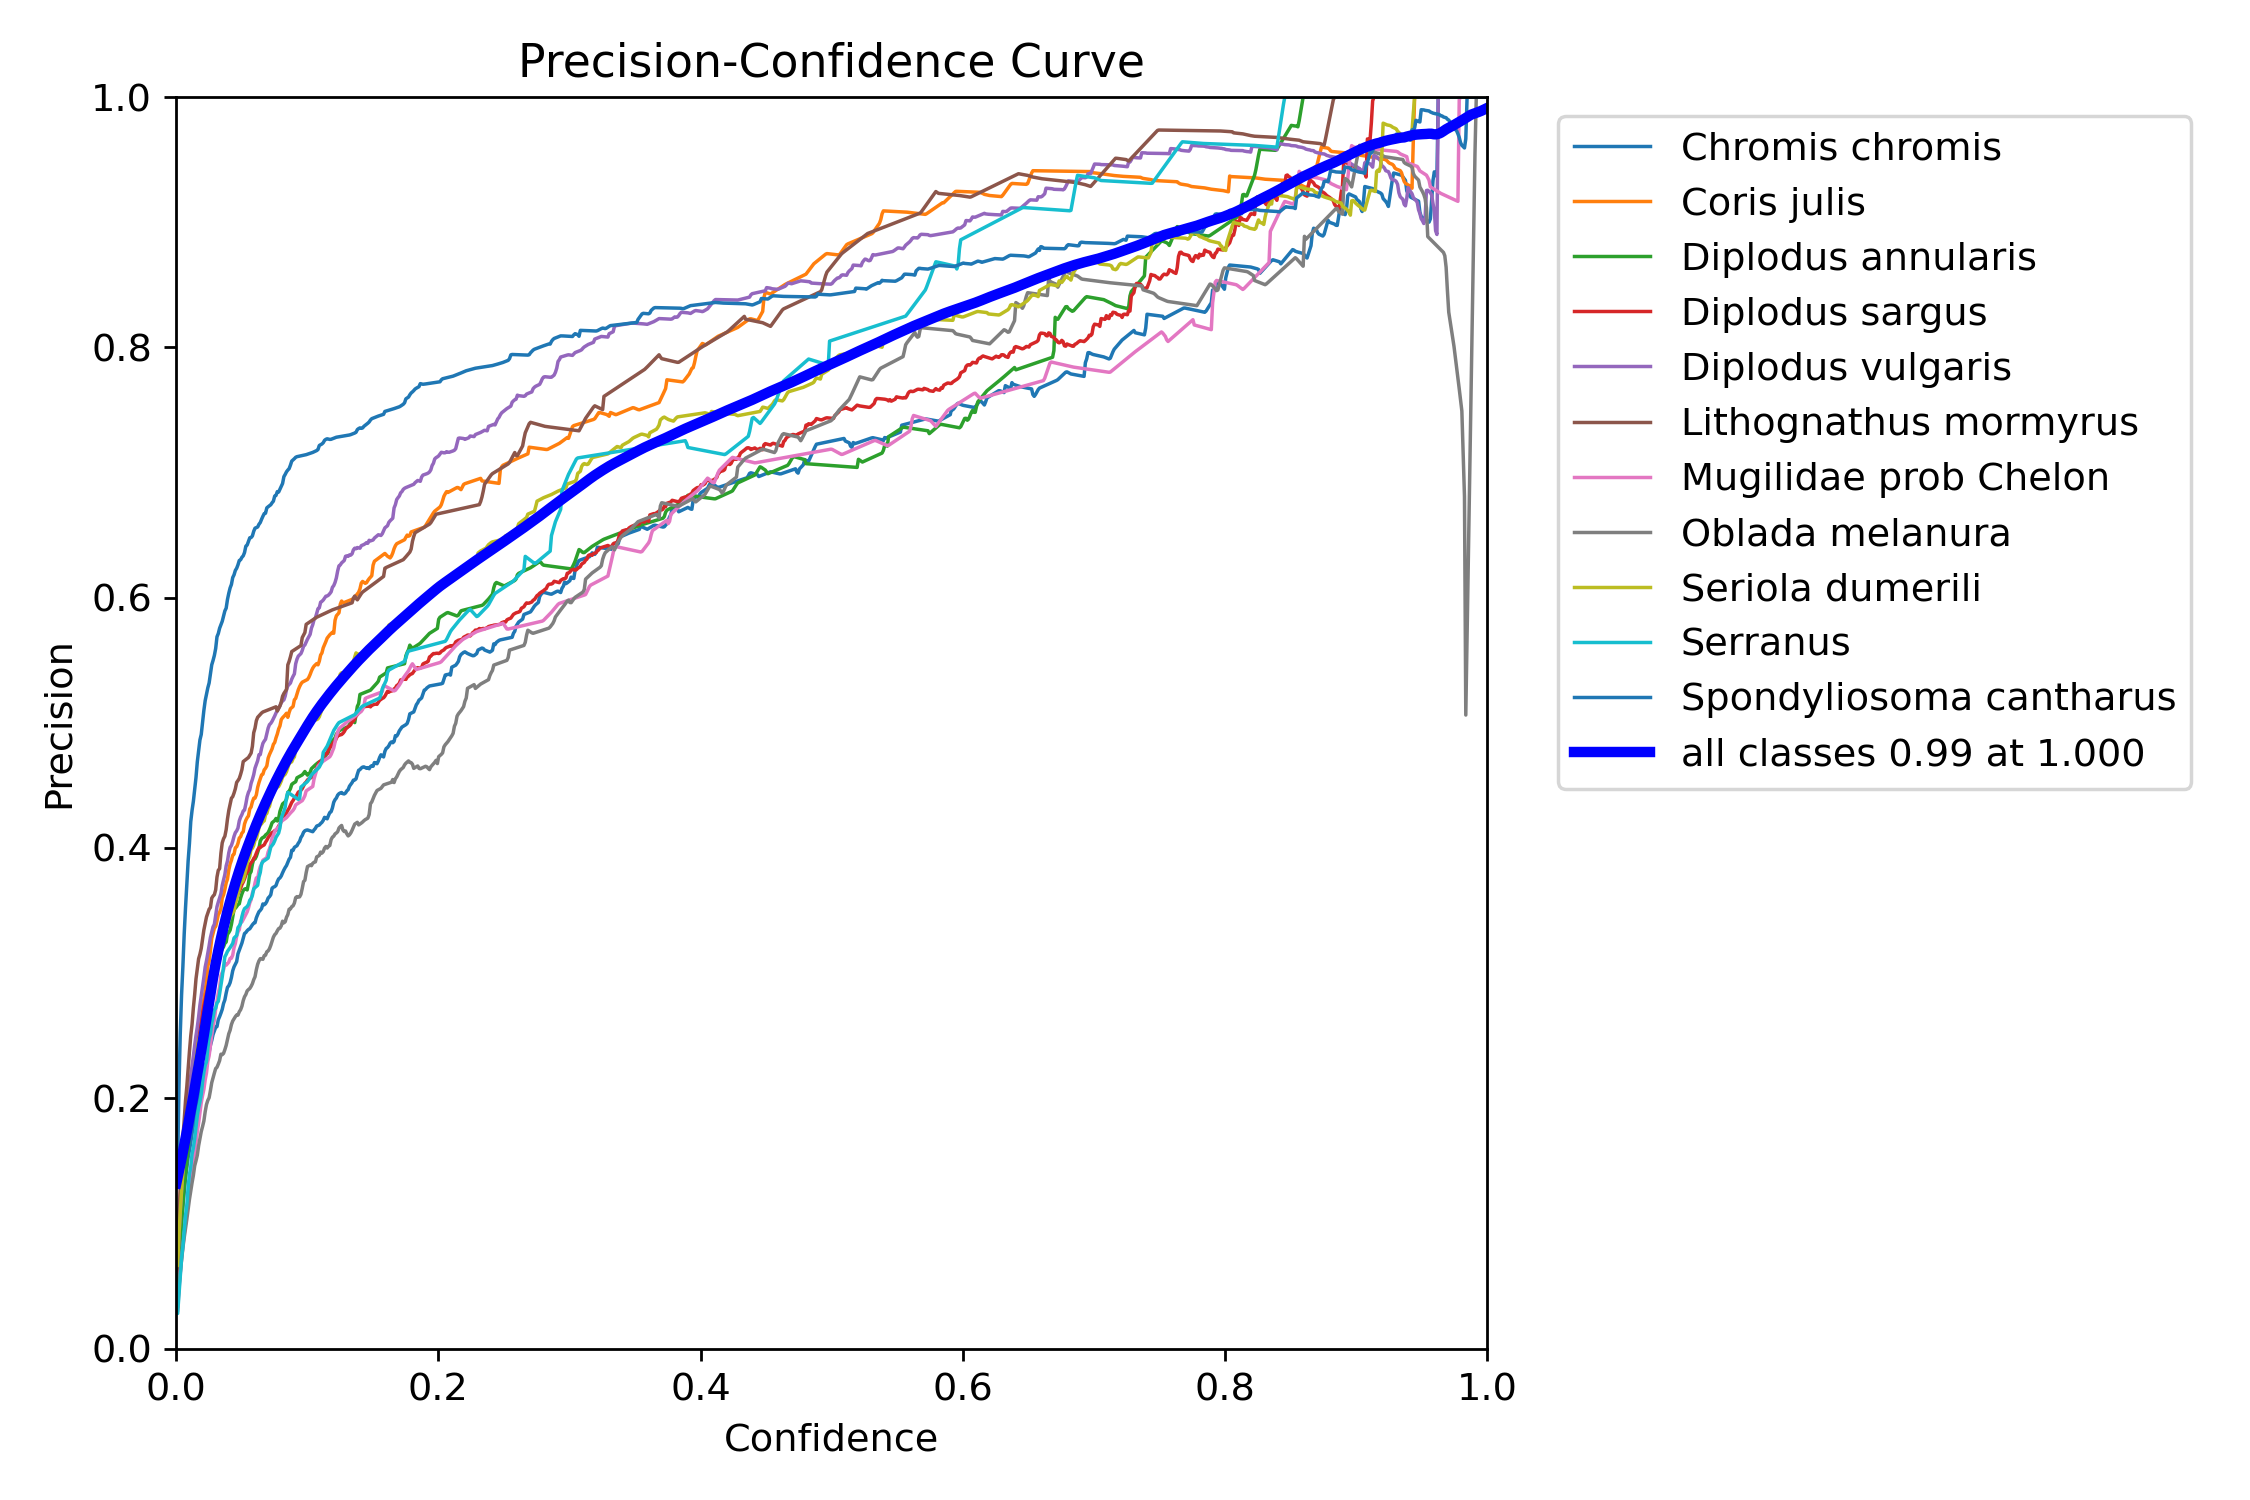 Precision-Confidence Curve
1.0
0.8
0.6
0.4
0.2
0.0
Precision
0.0 0.2 0.4 0.6 0.8 1.0
Confidence
Chromis chromis
Coris julis
Diplodus annularis
Diplodus sargus
Diplodus vulgaris
Lithognathus mormyrus
Mugilidae prob Chelon
Oblada melanura
Seriola dumerili
Serranus
Spondyliosoma cantharus
all classes 0.99 at 1.000